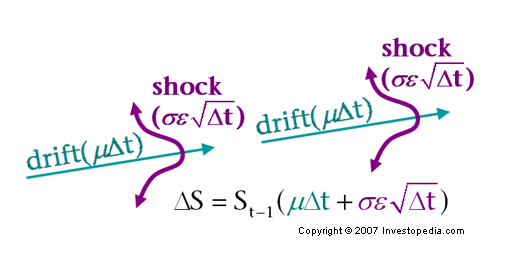 shock
(σε√Δt)
drift(μΔt)
shock
(σε√Δt)
drift(μΔt)
ΔS = S_{t−1}(μΔt + σε√Δt)
Copyright © 2007 Investopedia.com